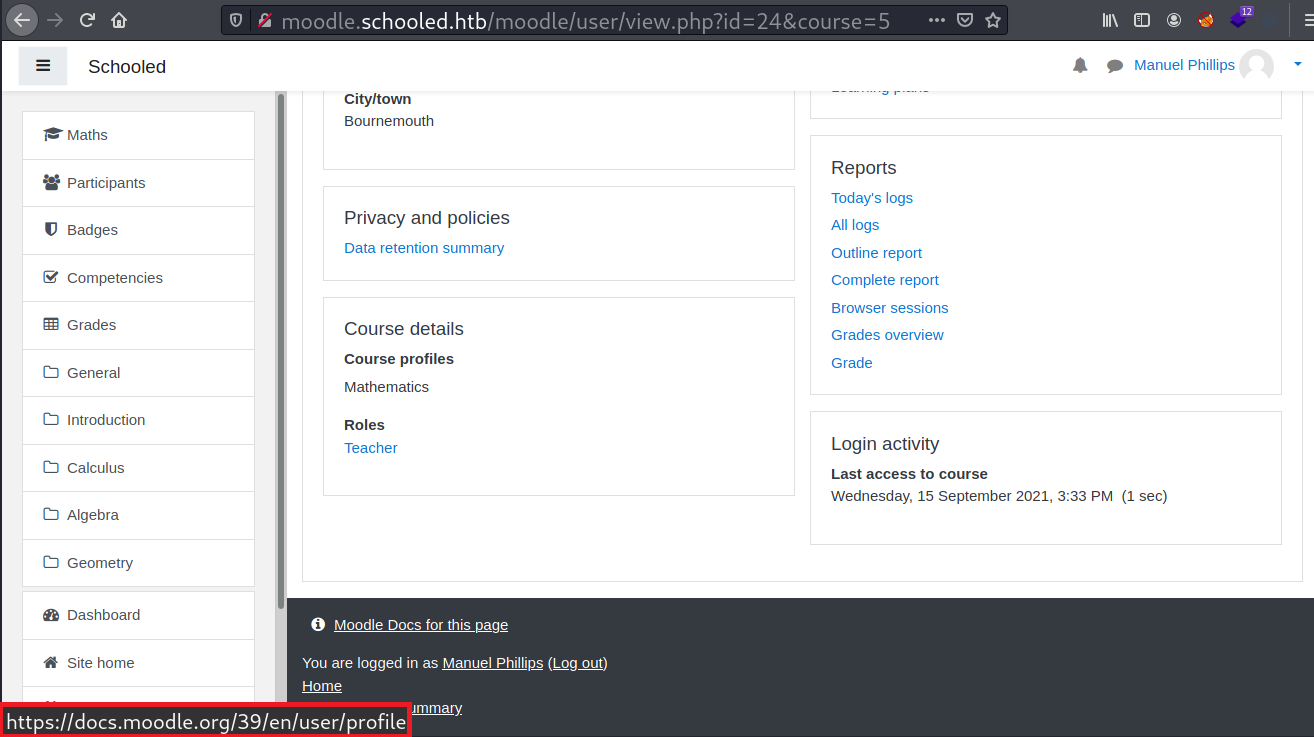 moodle.schooled.htb/moodle/user/view.php?id=24&course=5
12
Schooled
Manuel Phillips
Maths
Participants
Badges
Competencies
Grades
General
Introduction
Calculus
Algebra
Geometry
Dashboard
Site home
City/town
Bournemouth
Privacy and policies
Data retention summary
Course details
Course profiles
Mathematics
Roles
Teacher
Learning plans
Reports
Today's logs
All logs
Outline report
Complete report
Browser sessions
Grades overview
Grade
Login activity
Last access to course
Wednesday, 15 September 2021, 3:33 PM (1 sec)
Moodle Docs for this page
You are logged in as Manuel Phillips (Log out)
Home
ummary
https://docs.moodle.org/39/en/user/profile